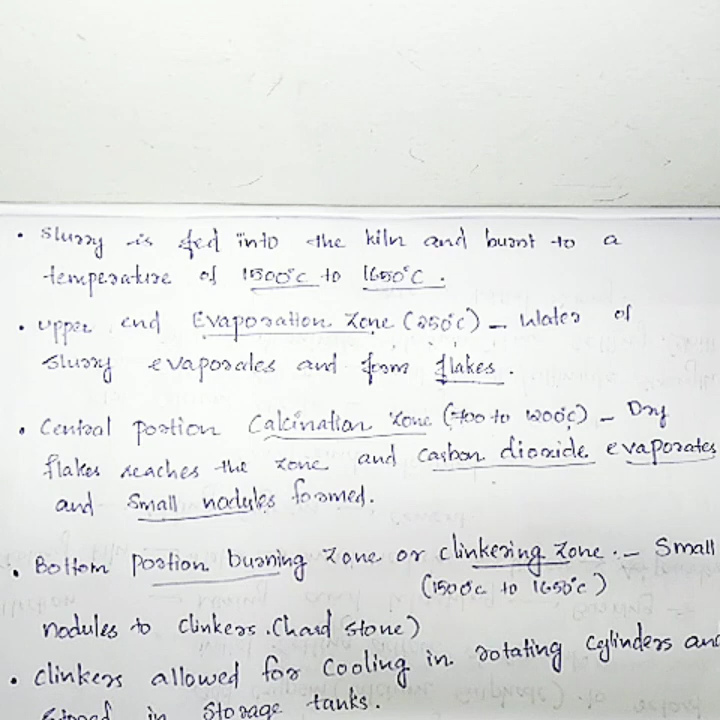 • Slurry is fed into the kiln and burnt to a
temperature of 1500°C to 1650°C.
• Upper end Evaporation Zone (250°C) – Water of
Slurry evaporates and form flakes.
• Central portion Calcination Zone (700 to 1200°C) – Dry
flakes reaches the zone and carbon dioxide evaporates
and small nodules formed.
• Bottom portion burning Zone or clinkering Zone. – Small
(1500°C to 1650°C)
nodules to clinkers. (hard stone)
• Clinkers allowed for cooling in rotating cylinders and
in storage tanks.